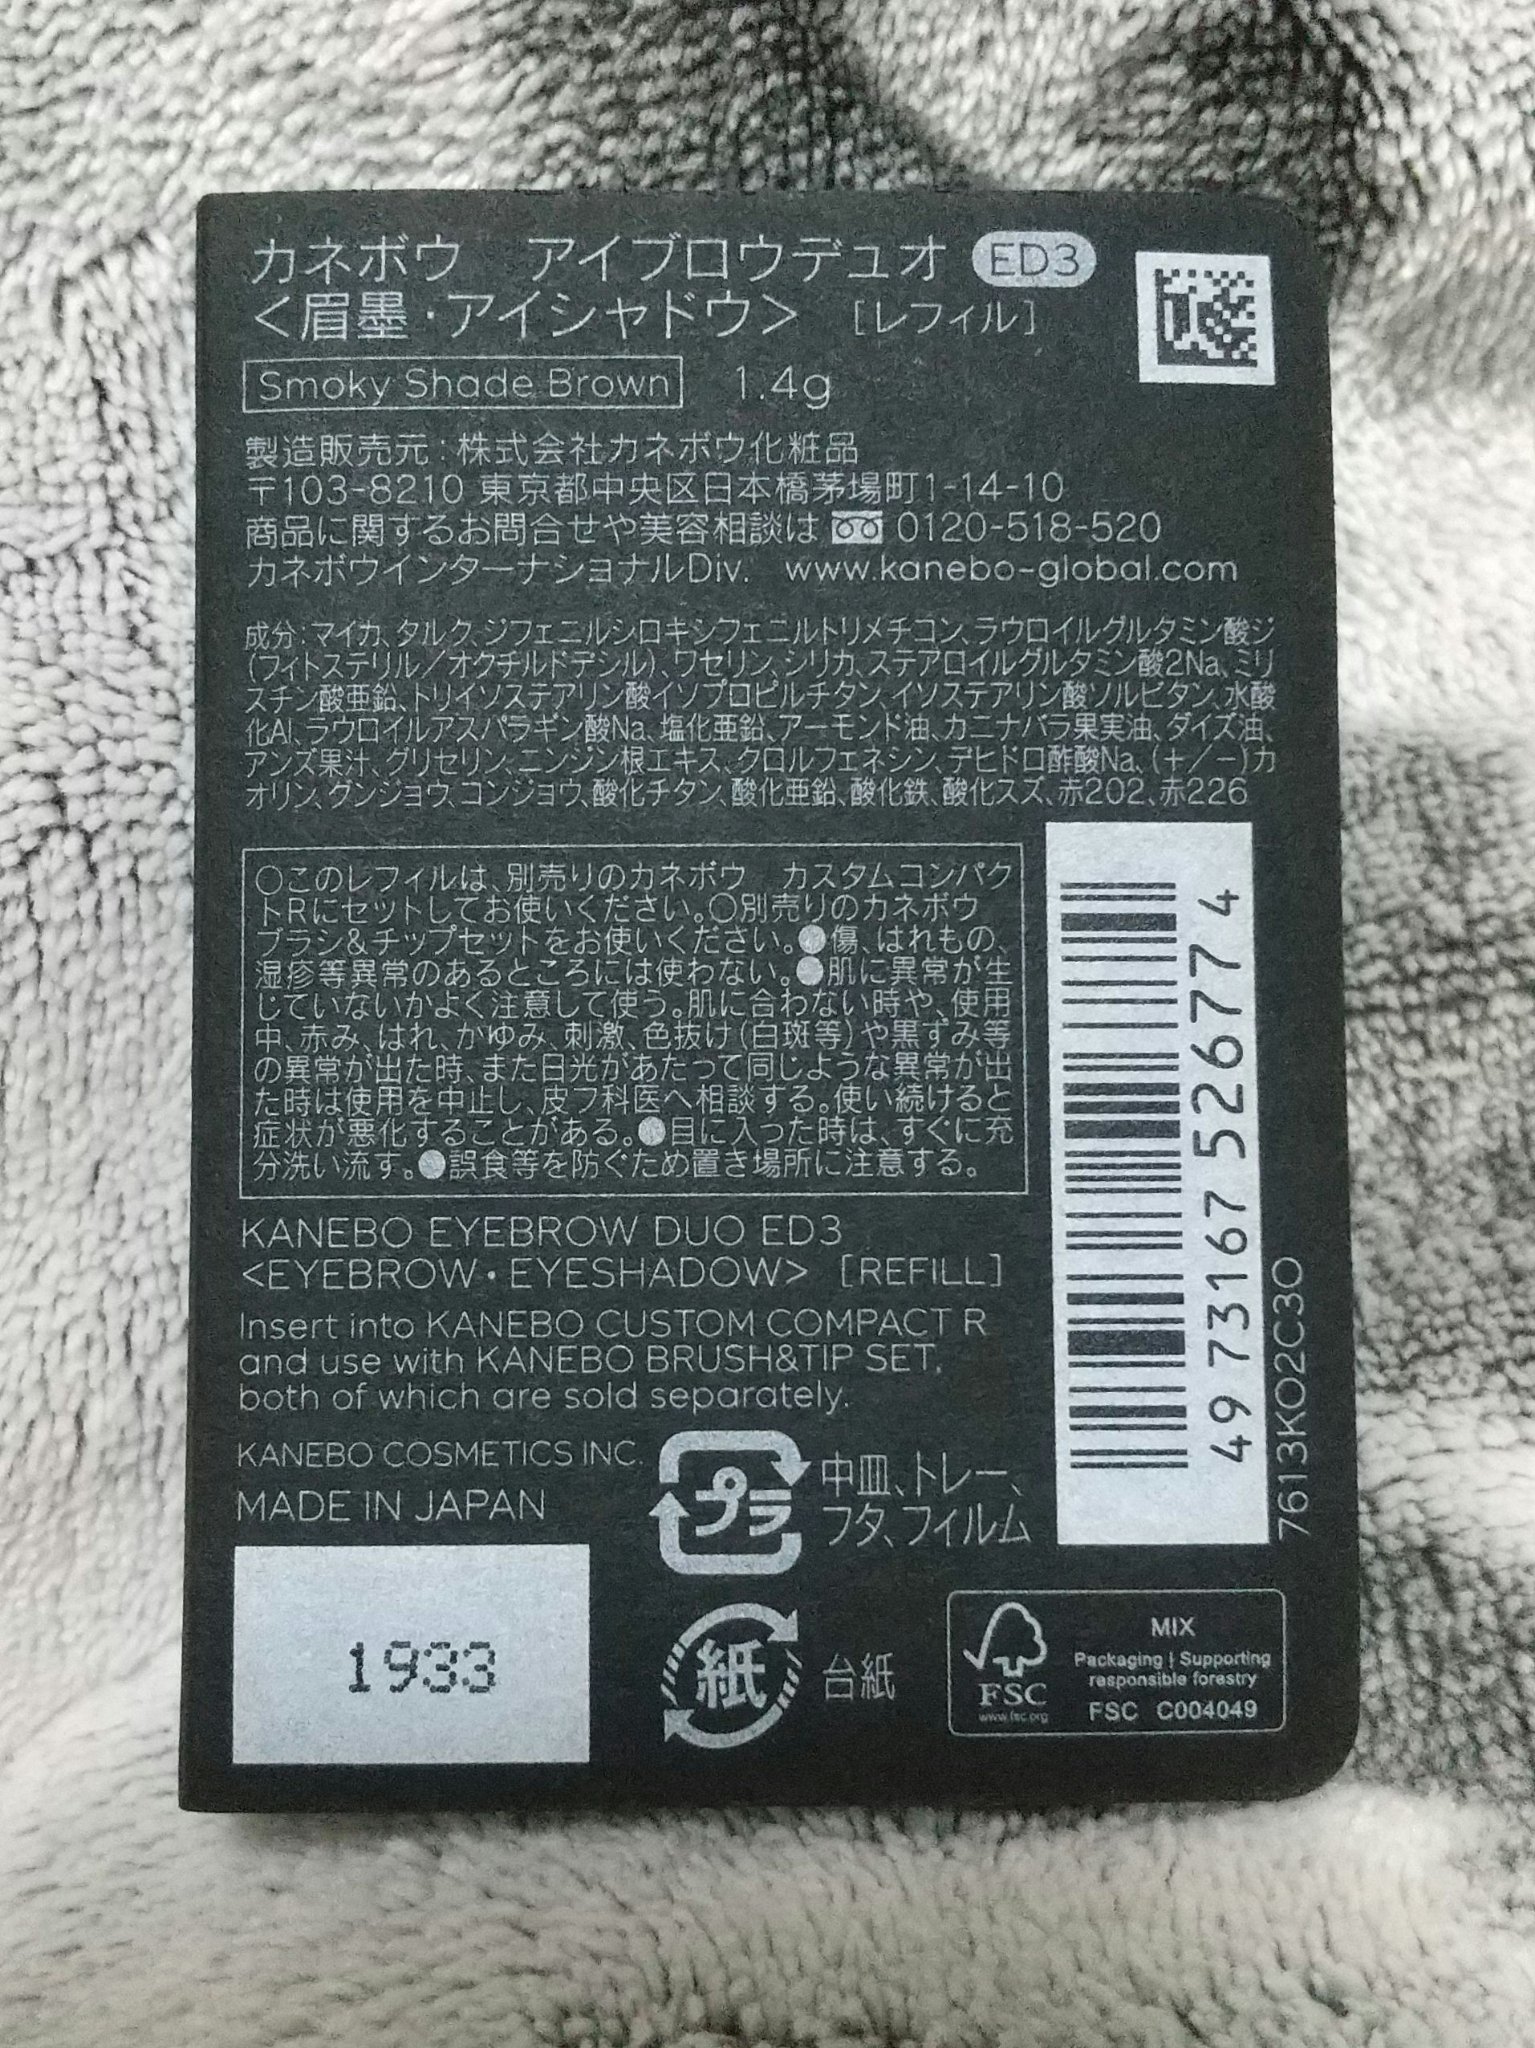 カネボウ　アイブロウデュオ ED3
<眉墨・アイシャドウ> [レフィル]
Smoky Shade Brown 1.4g
製造販売元：株式会社カネボウ化粧品
〒103-8210 東京都中央区日本橋茅場町1-14-10
商品に関するお問合せや美容相談は 0120-518-520
カネボウインターナショナルDiv. www.kanebo-global.com
成分：マイカ、タルク、ジフェニルシロキシフェニルトリメチコン、ラウロイルグルタミン酸ジ
(フィトステリル／オクチルドデシル)、ワセリン、シリカ、ステアロイルグルタミン酸2Na、ミリ
スチン酸亜鉛、トリイソステアリン酸イソプロピルチタン、イソステアリン酸ソルビタン、水酸
化Al、ラウロイルアスパラギン酸Na、塩化亜鉛、アーモンド油、カニナバラ果実油、ダイズ油、
アンズ果汁、グリセリン、ニンジン根エキス、クロルフェネシン、デヒドロ酢酸Na、(＋／－)カ
オリン、グンジョウ、コンジョウ、酸化チタン、酸化亜鉛、酸化鉄、酸化スズ、赤202、赤226
○このレフィルは、別売りのカネボウ　カスタムコンパク
トRにセットしてお使いください。○別売りのカネボウ
ブラシ&チップセットをお使いください。●傷、はれもの、
湿疹等異常のあるところには使わない。●肌に異常が生
じていないかよく注意して使う。肌に合わない時や、使用
中、赤み、はれ、かゆみ、刺激、色抜け(白斑等)や黒ずみ等
の異常が出た時、また日光があたって同じような異常が出
た時は使用を中止し、皮フ科医へ相談する。使い続けると
症状が悪化することがある。●目に入った時は、すぐに充
分洗い流す。●誤食等を防ぐため置き場所に注意する。
KANEBO EYEBROW DUO ED3
<EYEBROW・EYESHADOW> [REFILL]
Insert into KANEBO CUSTOM COMPACT R
and use with KANEBO BRUSH&TIP SET,
both of which are sold separately.
KANEBO COSMETICS INC.
MADE IN JAPAN
プラ 中皿、トレー、
フタ、フィルム
紙 台紙
1933
4973167526774
7613KO2C3O
FSC
www.fsc.org
MIX
Packaging | Supporting
responsible forestry
FSC C004049